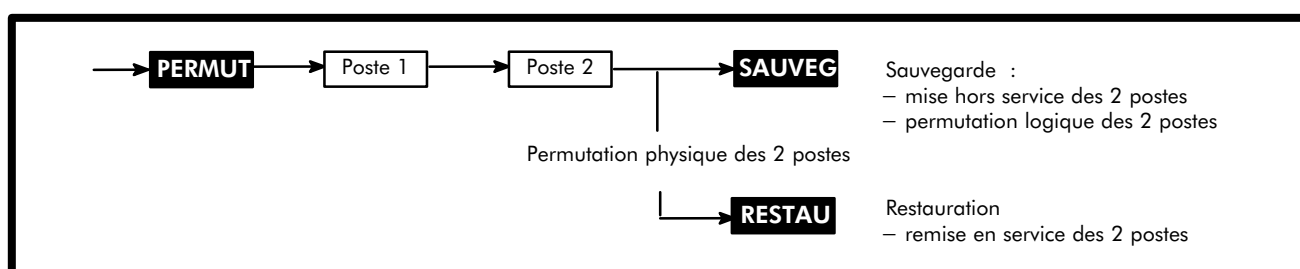 PERMUT Poste 1 Poste 2 SAUVEG
Sauvegarde :
– mise hors service des 2 postes
– permutation logique des 2 postes
Permutation physique des 2 postes
RESTAU
Restauration
– remise en service des 2 postes